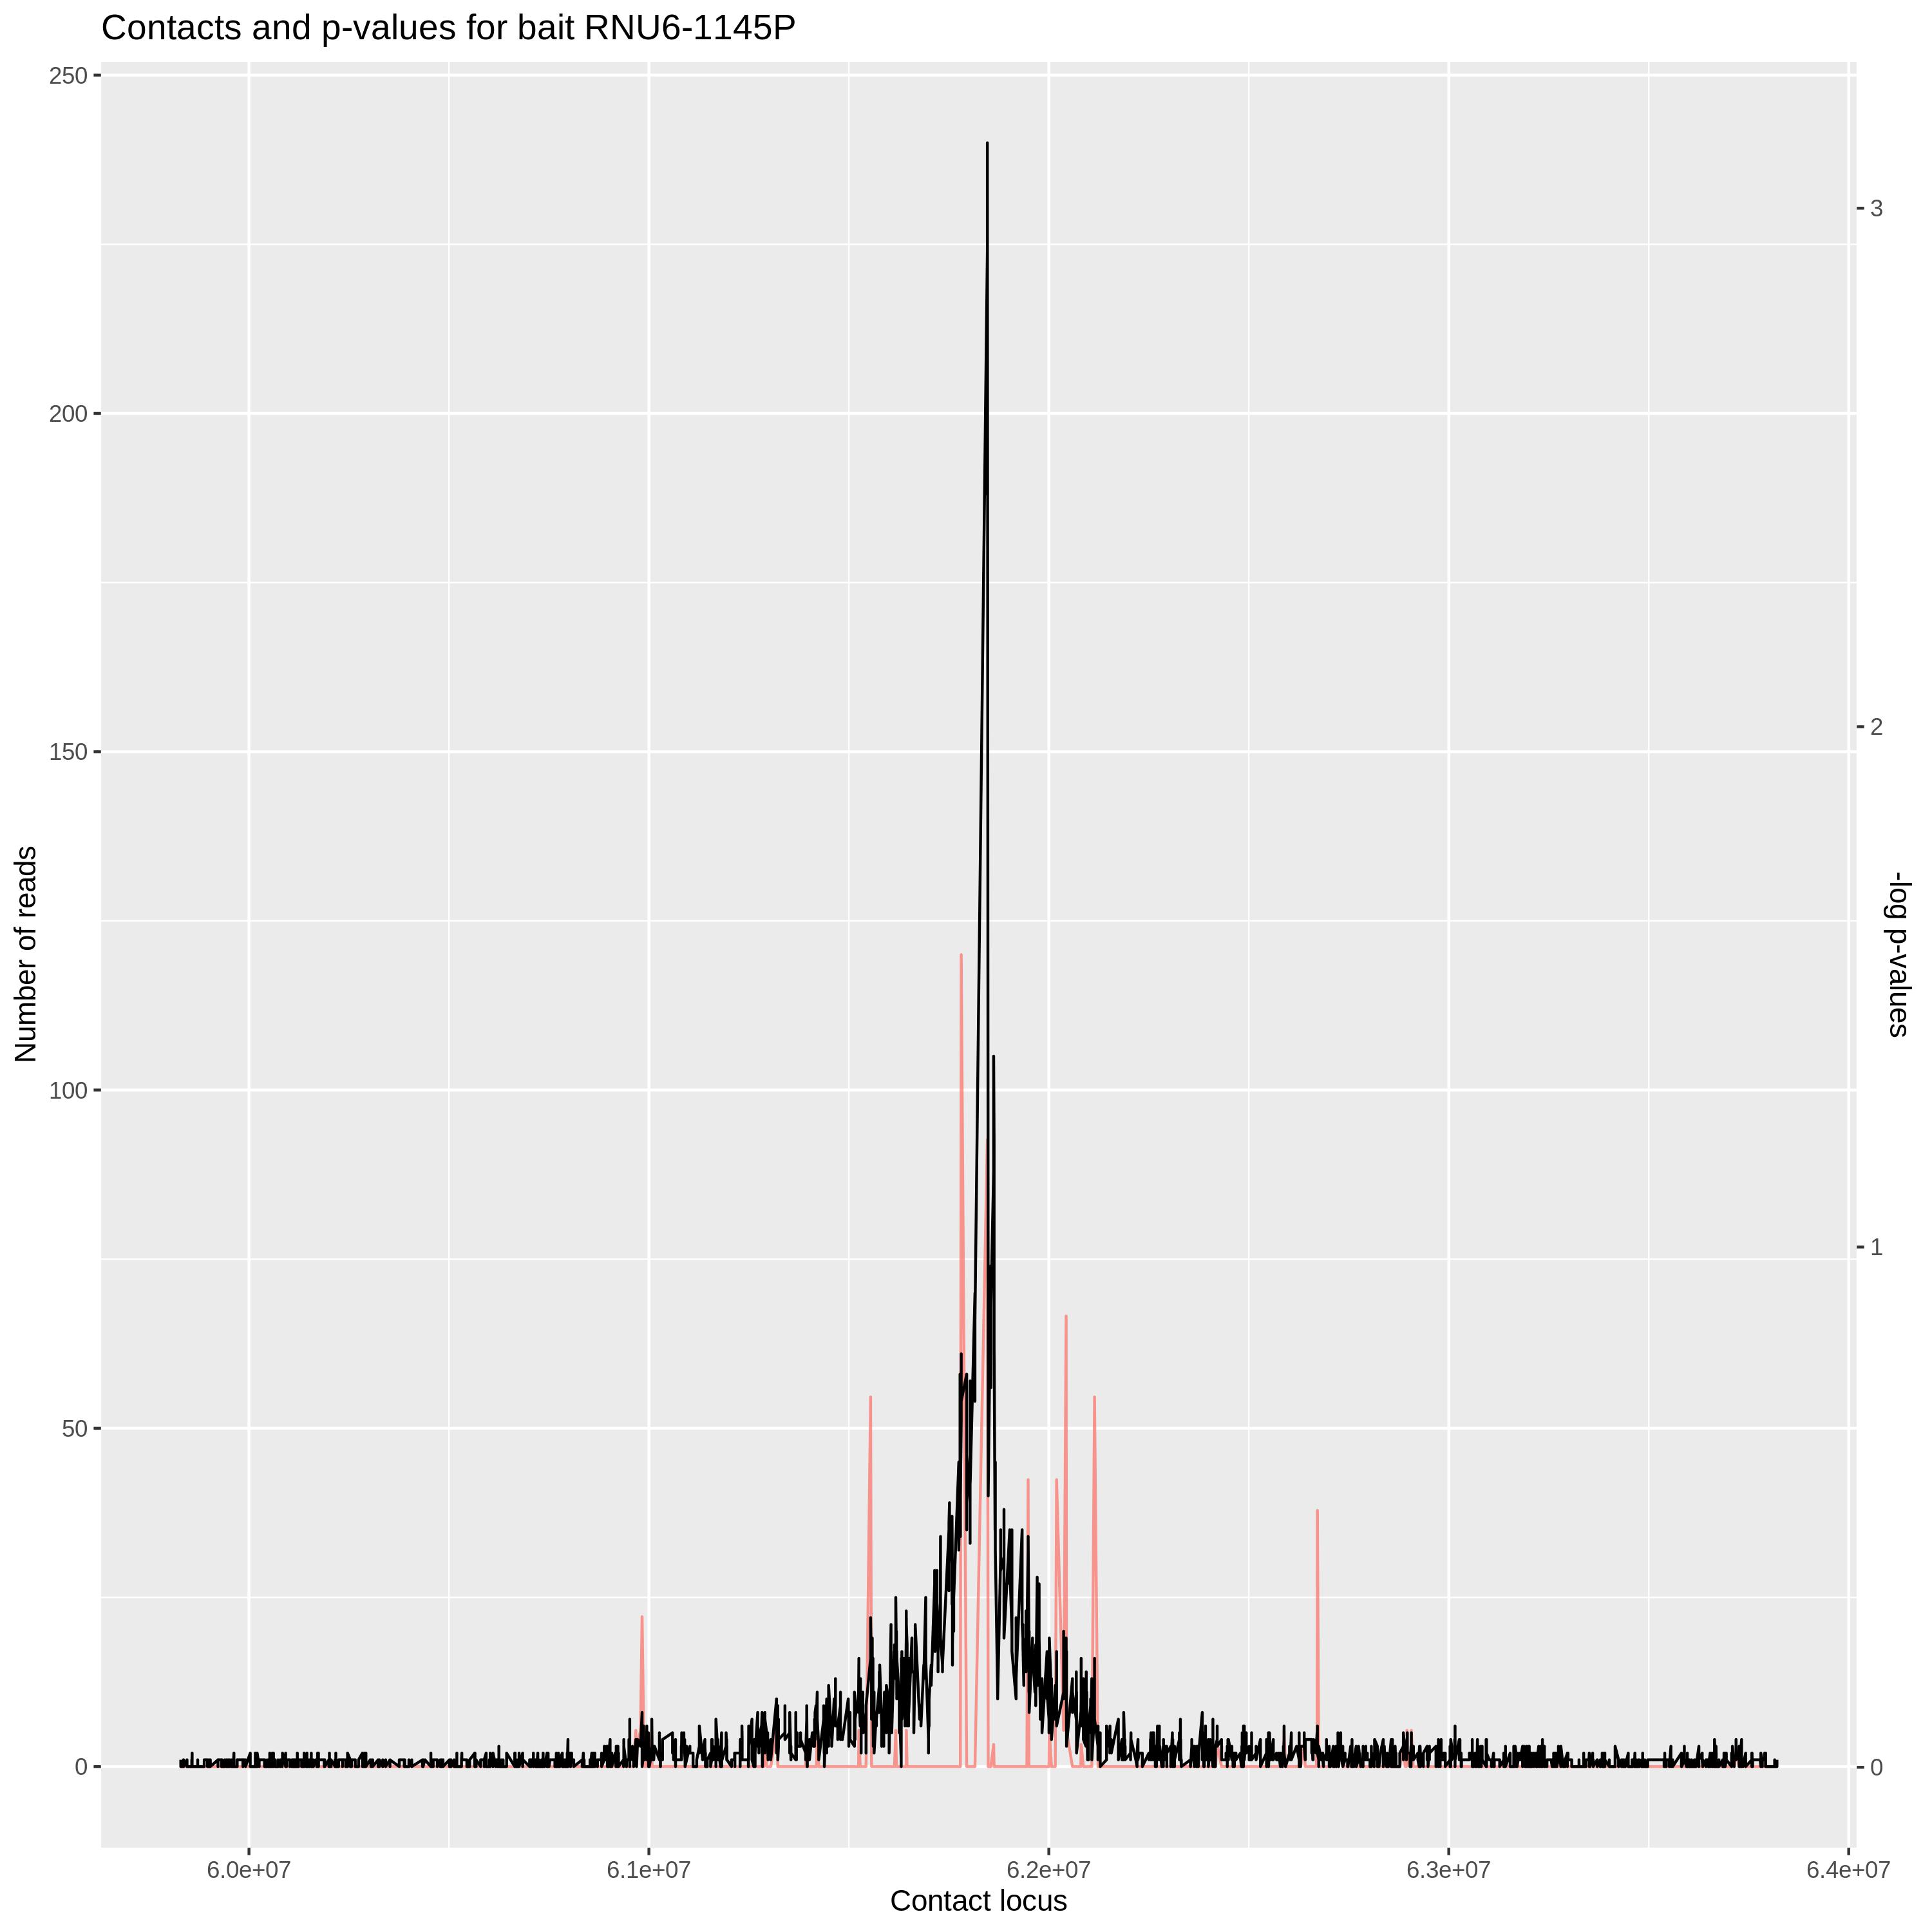 Contacts and p-values for bait RNU6-1145P
250
200
150
100
50
0
Number of reads
3
2
1
0
-log p-values
6.0e+07
6.1e+07
6.2e+07
6.3e+07
6.4e+07
Contact locus